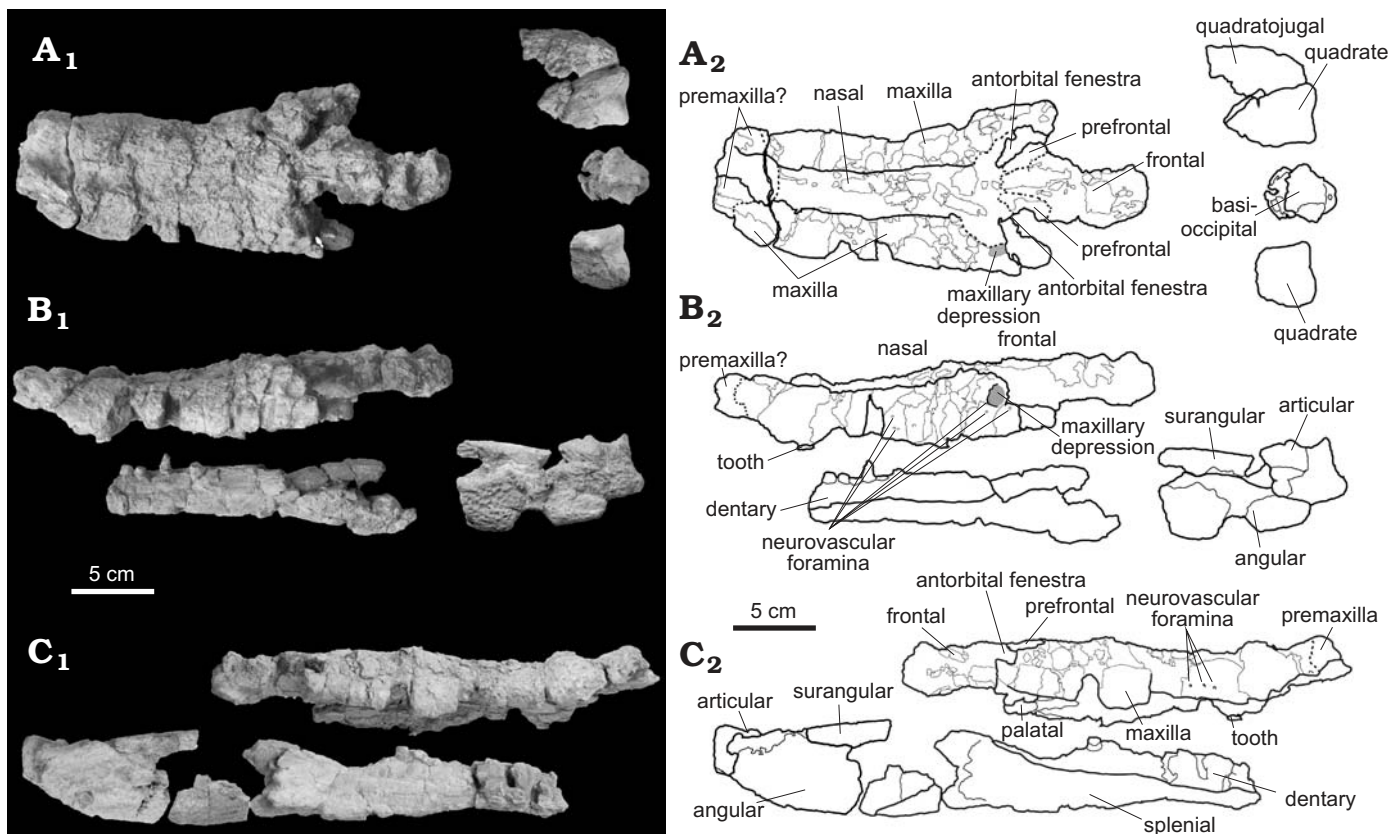 A1
A2
quadratojugal
quadrate
antorbital fenestra
premaxilla?
nasal
maxilla
prefrontal
frontal
basi-
occipital
prefrontal
maxilla
maxillary
depression
antorbital fenestra
quadrate
B1
B2
premaxilla?
nasal
frontal
surangular
articular
maxillary
depression
tooth
dentary
neurovascular
foramina
angular
5 cm
5 cm
C1
C2
antorbital fenestra
frontal
prefrontal
neurovascular
foramina
premaxilla
articular
surangular
palatal
maxilla
tooth
angular
splenial
dentary